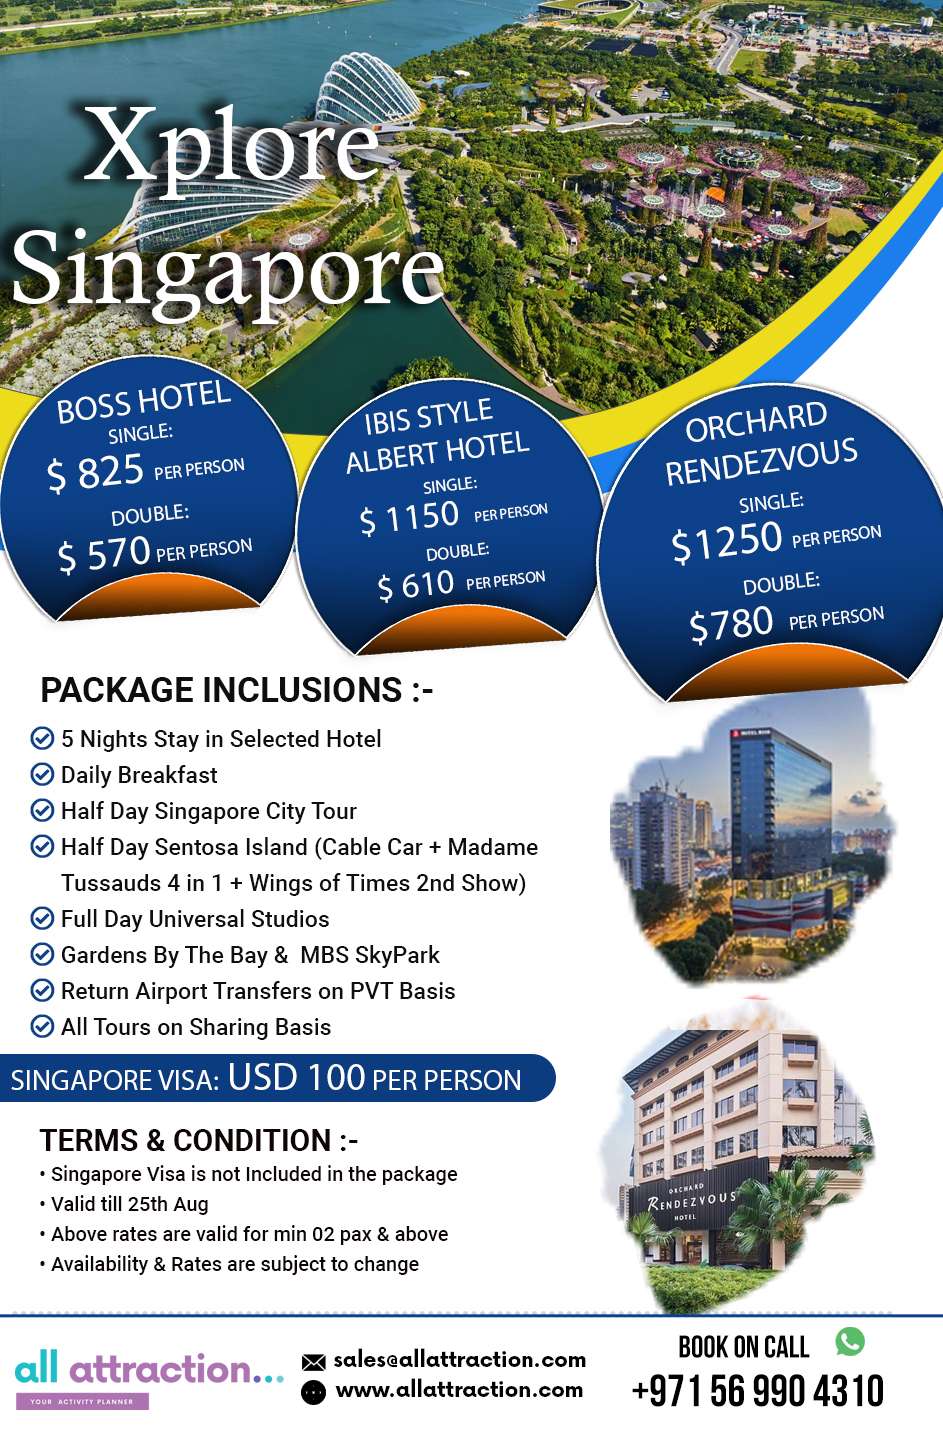 Xplore
Singapore
BOSS HOTEL
SINGLE:
$ 825 PER PERSON
DOUBLE:
$ 570 PER PERSON
IBIS STYLE
ALBERT HOTEL
SINGLE:
$ 1150 PER PERSON
DOUBLE:
$ 610 PER PERSON
ORCHARD
RENDEZVOUS
SINGLE:
$1250 PER PERSON
DOUBLE:
$780 PER PERSON
PACKAGE INCLUSIONS :-
5 Nights Stay in Selected Hotel
Daily Breakfast
Half Day Singapore City Tour
Half Day Sentosa Island (Cable Car + Madame
Tussauds 4 in 1 + Wings of Times 2nd Show)
Full Day Universal Studios
Gardens By The Bay & MBS SkyPark
Return Airport Transfers on PVT Basis
All Tours on Sharing Basis
HOTEL BOSS
SINGAPORE VISA: USD 100 PER PERSON
ORCHARD
RENDEZVOUS
HOTEL
TERMS & CONDITION :-
• Singapore Visa is not Included in the package
• Valid till 25th Aug
• Above rates are valid for min 02 pax & above
• Availability & Rates are subject to change
all attraction...
YOUR ACTIVITY PLANNER
sales@allattraction.com
www.allattraction.com
BOOK ON CALL
+971 56 990 4310